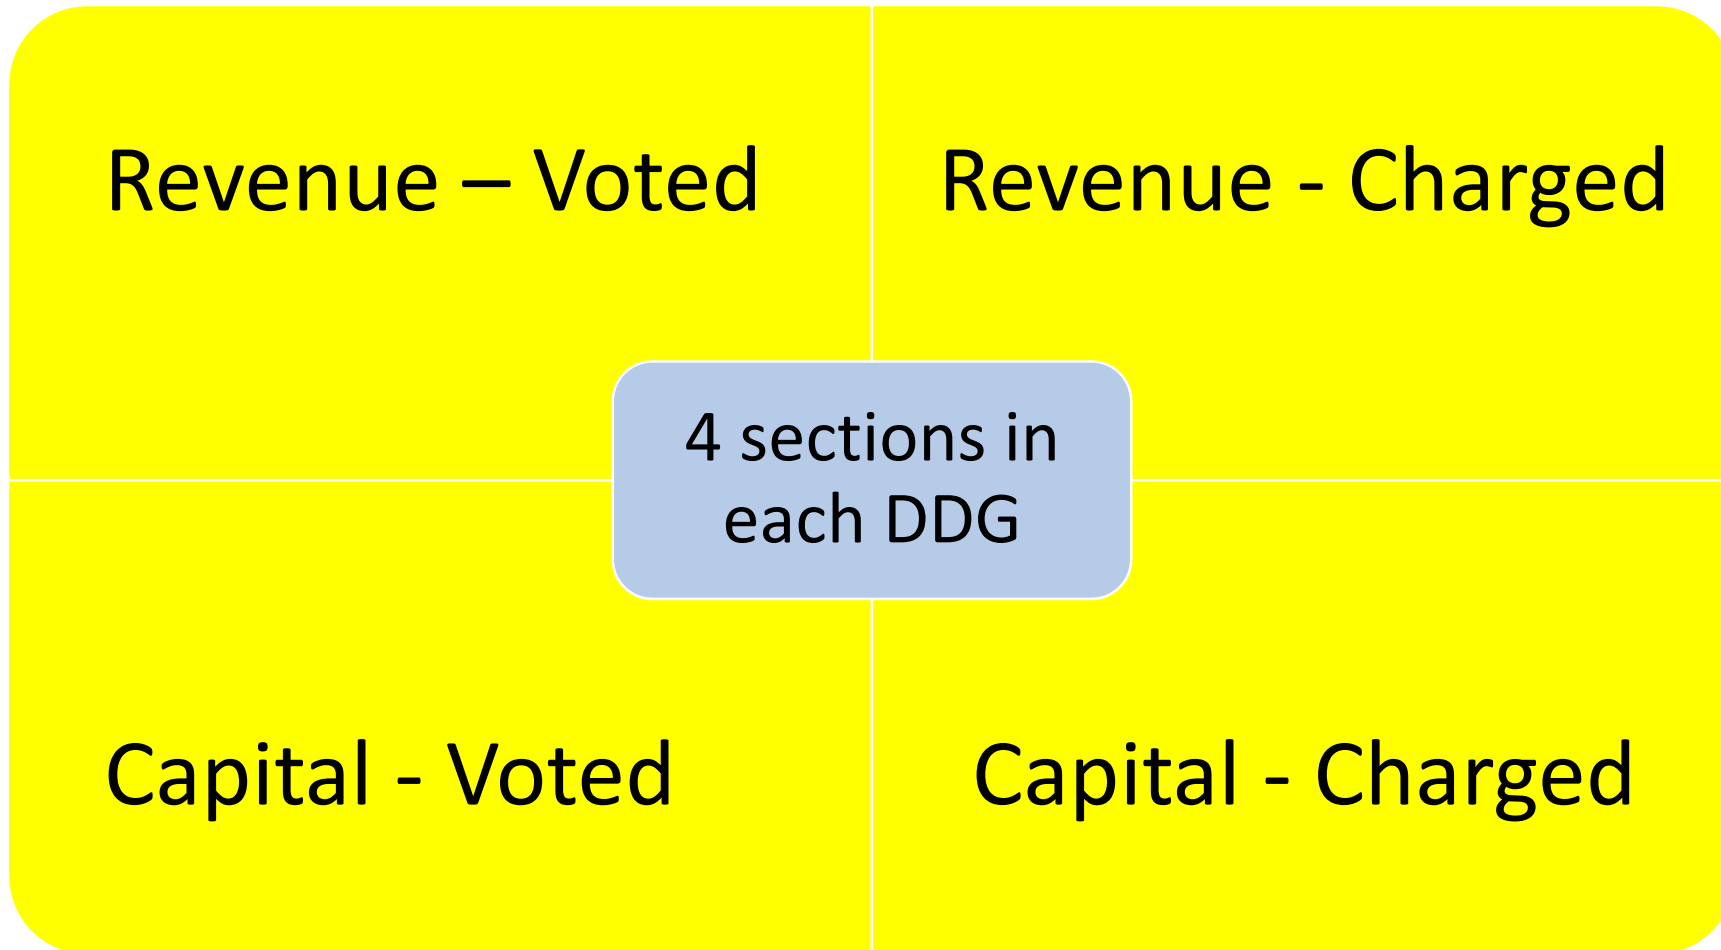 Revenue – Voted
Revenue - Charged
4 sections in
each DDG
Capital - Voted
Capital - Charged